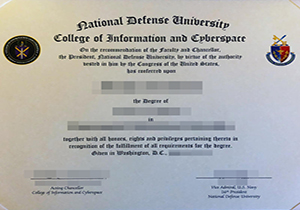 National Defense University
College of Information and Cyberspace
On the recommendation of the Faculty and Chancellor,
the President, National Defense University, by virtue of the authority
vested in him by the Congress of the United States,
has conferred upon
the Degree of
in
together with all honors, rights and privileges pertaining thereto in
recognition of the fulfillment of all requirements for the degree.
Given in Washington, D.C.,
Acting Chancellor
College of Information and Cyberspace
Vice Admiral, U.S. Navy
16th President
National Defense University